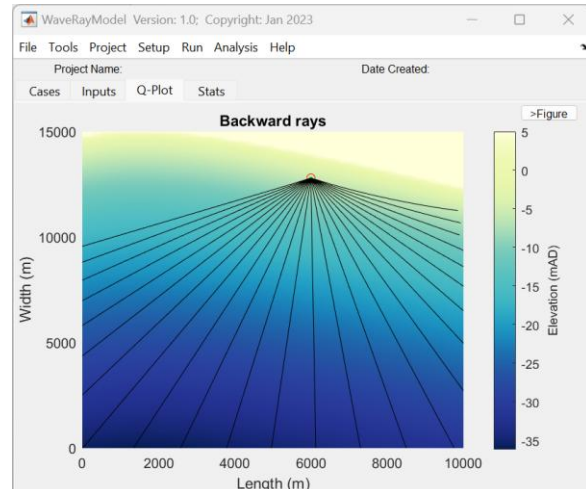 WaveRayModel Version: 1.0; Copyright: Jan 2023
File Tools Project Setup Run Analysis Help
Project Name: Date Created:
Cases Inputs Q-Plot Stats
>Figure
Backward rays
15000
10000
5000
0
Width (m)
0 2000 4000 6000 8000 10000
Length (m)
5
0
-5
-10
-15
-20
-25
-30
-35
Elevation (mAD)